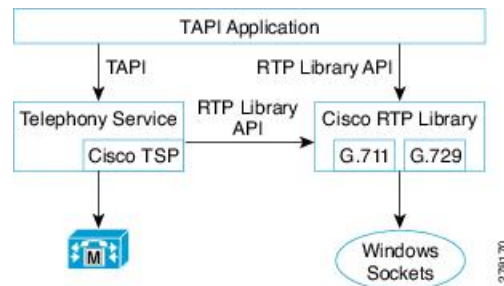 TAPI Application
TAPI
RTP Library API
Telephony Service
Cisco TSP
RTP Library
API
Cisco RTP Library
G.711
G.729
M
Windows
Sockets